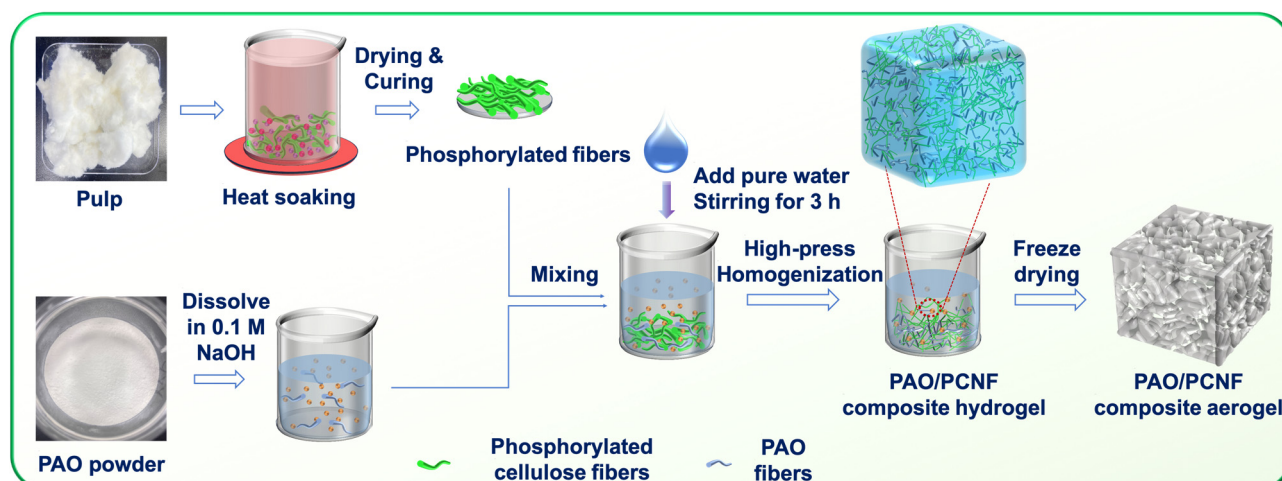 Pulp
Heat soaking
Drying &
Curing
Phosphorylated fibers
Add pure water
Stirring for 3 h
PAO powder
Dissolve
in 0.1 M
NaOH
Mixing
High-press
Homogenization
PAO/PCNF
composite hydrogel
Freeze
drying
PAO/PCNF
composite aerogel
Phosphorylated
cellulose fibers
PAO
fibers